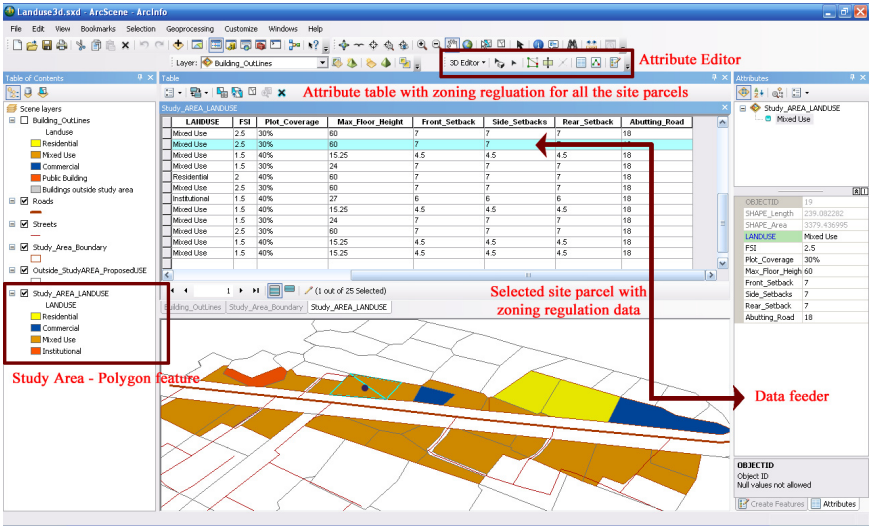 Landuse3d.sxd - ArcScene - ArcInfo
File Edit View Bookmarks Selection Geoprocessing Customize Windows Help
Layer: Building_OutLines
3D Editor
Attribute Editor
Table of Contents
Table
Attributes
Attribute table with zoning regluation for all the site parcels
Scene layers
Building_OutLines
Landuse
Residential
Mixed Use
Commercial
Public Building
Buildings outside study area
Roads
Streets
Study_Area_Boundary
Outside_StudyAREA_ProposedUSE
Study_AREA_LANDUSE
LANDUSE
Residential
Commercial
Mixed Use
Institutional
Study Area - Polygon feature
Study_AREA_LANDUSE
LANDUSE FSI Plot_Coverage Max_Floor_Height Front_Setback Side_Setbacks Rear_Setback Abutting_Road
Mixed Use 2.5 30% 60 7 7 7 18
Mixed Use 2.5 30% 60 7 7 7 18
Mixed Use 1.5 40% 15.25 4.5 4.5 4.5 18
Mixed Use 1.5 30% 24 7 7 7 18
Residential 2 40% 60 7 7 7 18
Mixed Use 2.5 30% 60 7 7 7 18
Institutional 1.5 40% 27 6 6 6 18
Mixed Use 1.5 40% 15.25 4.5 4.5 4.5 18
Mixed Use 1.5 30% 24 7 7 7 18
Mixed Use 2.5 30% 60 7 7 7 18
Mixed Use 1.5 40% 15.25 4.5 4.5 4.5 18
Mixed Use 1.5 40% 15.25 4.5 4.5 4.5 18
1 (1 out of 25 Selected)
Building_OutLines Study_Area_Boundary Study_AREA_LANDUSE
Selected site parcel with
zoning regulation data
Data feeder
Study_AREA_LANDUSE
Mixed Use
OBJECTID 19
SHAPE_Length 239.082282
SHAPE_Area 3379.436995
LANDUSE Mixed Use
FSI 2.5
Plot_Coverage 30%
Max_Floor_Heigh 60
Front_Setback 7
Side_Setbacks 7
Rear_Setback 7
Abutting_Road 18
OBJECTID
Object ID
Null values not allowed
Create Features Attributes